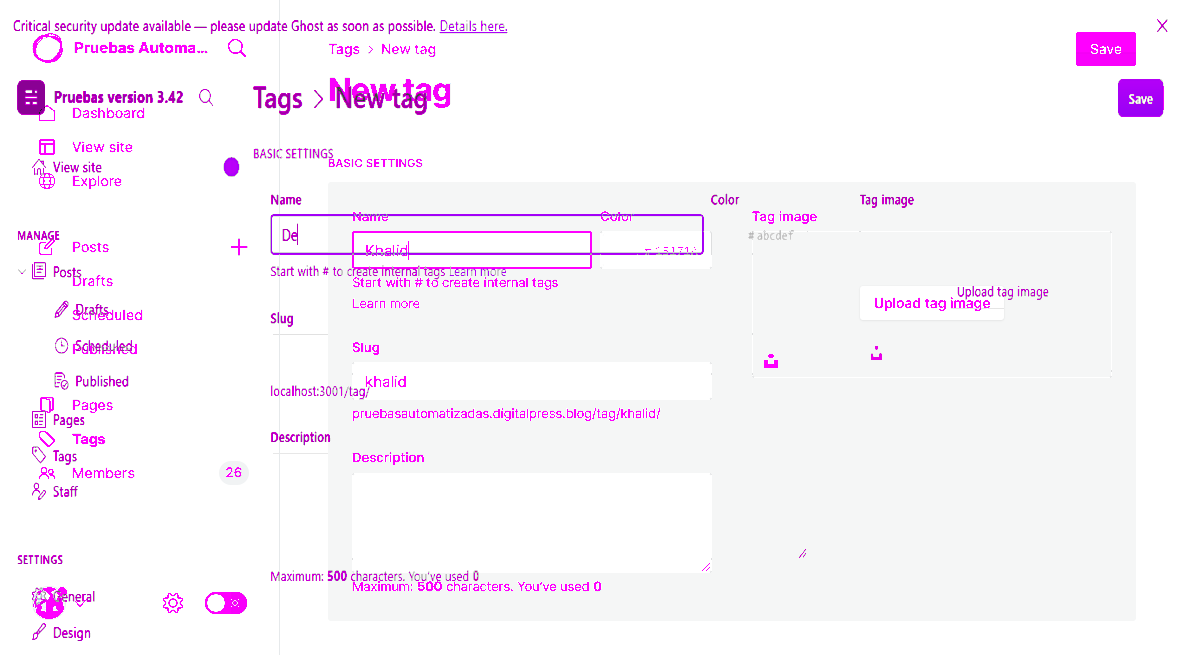 Critical security update available — please update Ghost as soon as possible. Details here.
Pruebas Automa...
Tags > New tag
Save
New tag
Pruebas version 3.42
Tags > New tag
Save
Dashboard
View site
View site
Explore
BASIC SETTINGS
BASIC SETTINGS
Name
Color
Tag image
Name
Color
Tag image
MANAGE
De
Khalid
# abcdef
Posts
Posts
Start with # to create internal tags Learn more
Start with # to create internal tags
Learn more
Drafts
Drafts
Upload tag image
Upload tag image
Scheduled
Scheduled
Slug
Slug
Published
Published
khalid
localhost:3001/tag/
Pages
Pages
pruebasautomatizadas.digitalpress.blog/tag/khalid/
Tags
Tags
Description
Description
Members
26
Staff
SETTINGS
Maximum: 500 characters. You've used 0
Maximum: 500 characters. You've used 0
General
Design